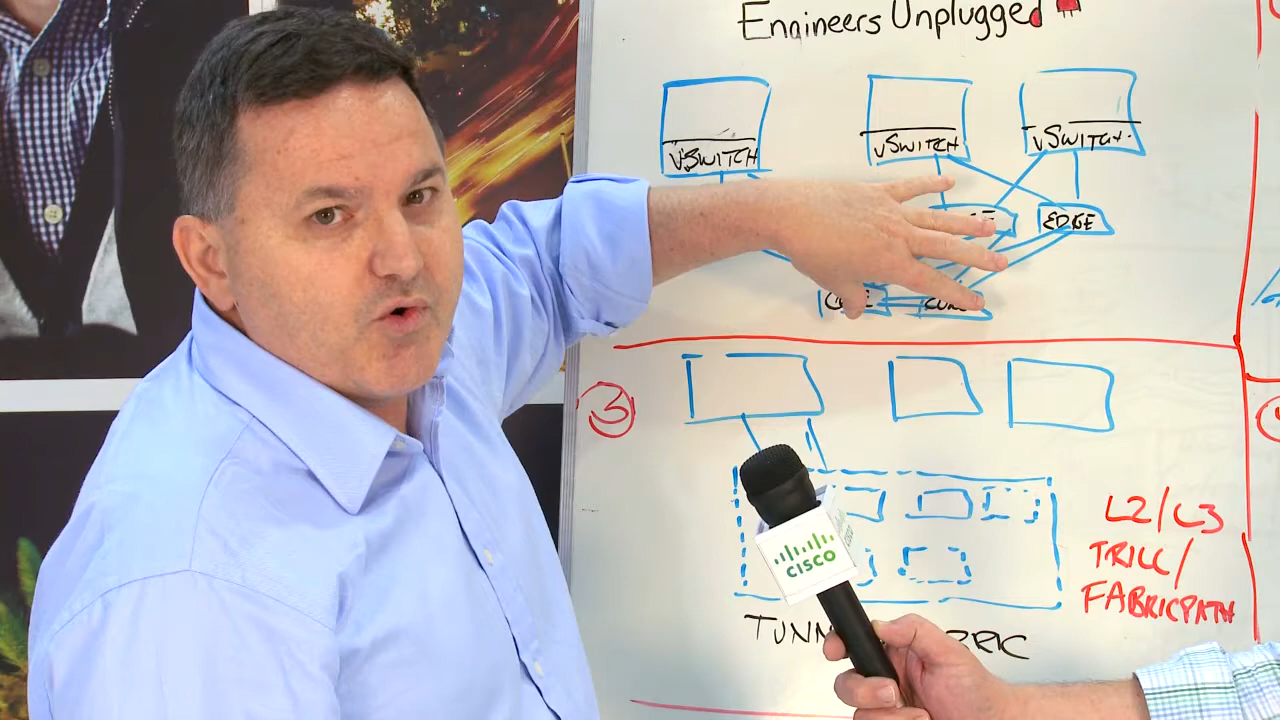 Engineers Unplugged
vSWITCH
vSWITCH
vSWITCH
EDGE
3
L2/L3
TRILL/
FABRICPATH
CISCO